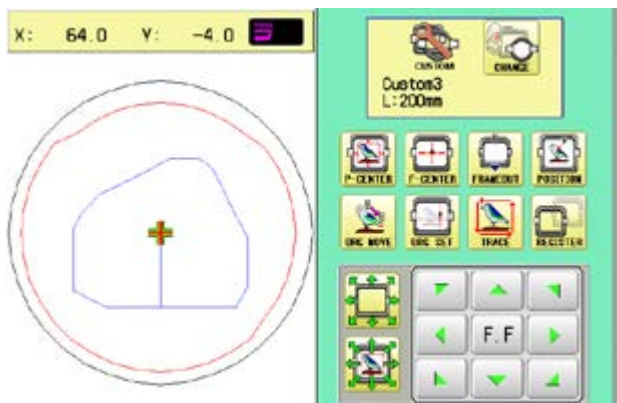 X: 64.0 Y: -4.0
CUSTOM
CHANGE
Custom3
L:200mm
P-CENTER F-CENTER FRAMEOUT POSITION
ORG MOVE ORG SET TRACE REGISTER
F.F